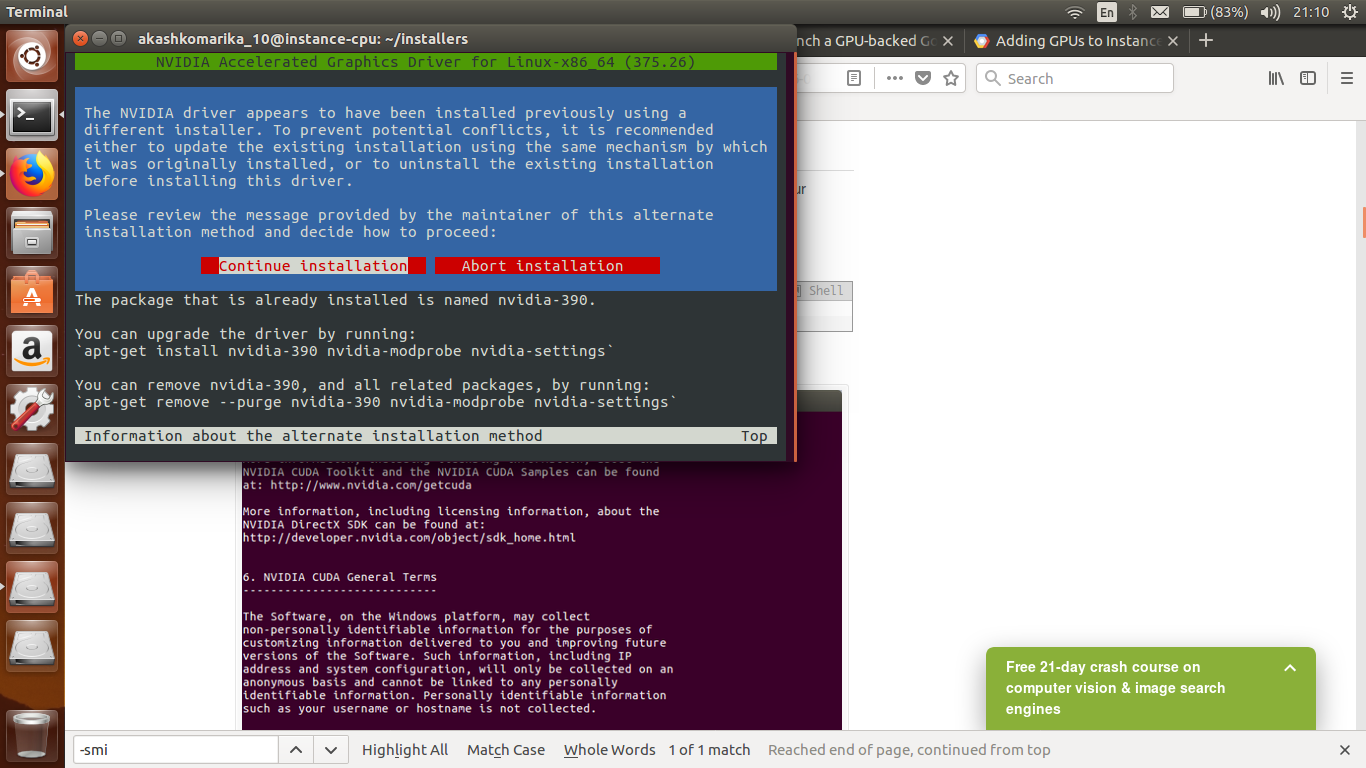 Terminal
En
(83%)
21:10
akashkomarika_10@instance-cpu: ~/installers
nch a GPU-backed Go
Adding GPUs to Instance
Search
NVIDIA Accelerated Graphics Driver for Linux-x86_64 (375.26)
The NVIDIA driver appears to have been installed previously using a
different installer. To prevent potential conflicts, it is recommended
either to update the existing installation using the same mechanism by which
it was originally installed, or to uninstall the existing installation
before installing this driver.
Please review the message provided by the maintainer of this alternate
installation method and decide how to proceed:
Continue installation Abort installation
The package that is already installed is named nvidia-390.
You can upgrade the driver by running:
`apt-get install nvidia-390 nvidia-modprobe nvidia-settings`
You can remove nvidia-390, and all related packages, by running:
`apt-get remove --purge nvidia-390 nvidia-modprobe nvidia-settings`
Information about the alternate installation method Top
ur
Shell
NVIDIA CUDA Toolkit and the NVIDIA CUDA Samples can be found
at: http://www.nvidia.com/getcuda
More information, including licensing information, about the
NVIDIA DirectX SDK can be found at:
http://developer.nvidia.com/object/sdk_home.html
6. NVIDIA CUDA General Terms
----------------------------
The Software, on the Windows platform, may collect
non-personally identifiable information for the purposes of
customizing information delivered to you and improving future
versions of the Software. Such information, including IP
address and system configuration, will only be collected on an
anonymous basis and cannot be linked to any personally
identifiable information. Personally identifiable information
such as your username or hostname is not collected.
Free 21-day crash course on
computer vision & image search
engines
-smi
Highlight All Match Case Whole Words 1 of 1 match Reached end of page, continued from top